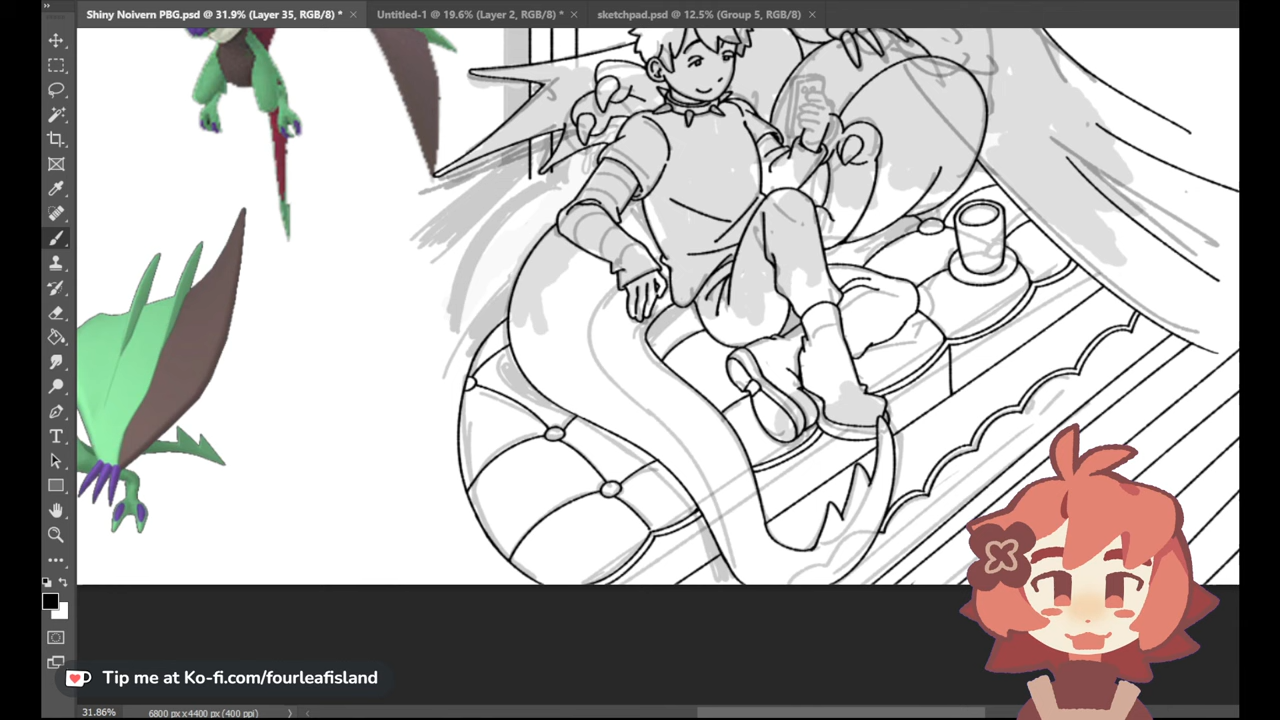 Shiny Noivern PBG.psd @ 31.9% (Layer 35, RGB/8) *
Untitled-1 @ 19.6% (Layer 2, RGB/8) *
sketchpad.psd @ 12.5% (Group 5, RGB/8)
Tip me at Ko-fi.com/fourleafisland
31.86%
6800 px x 4400 px (400 ppi)